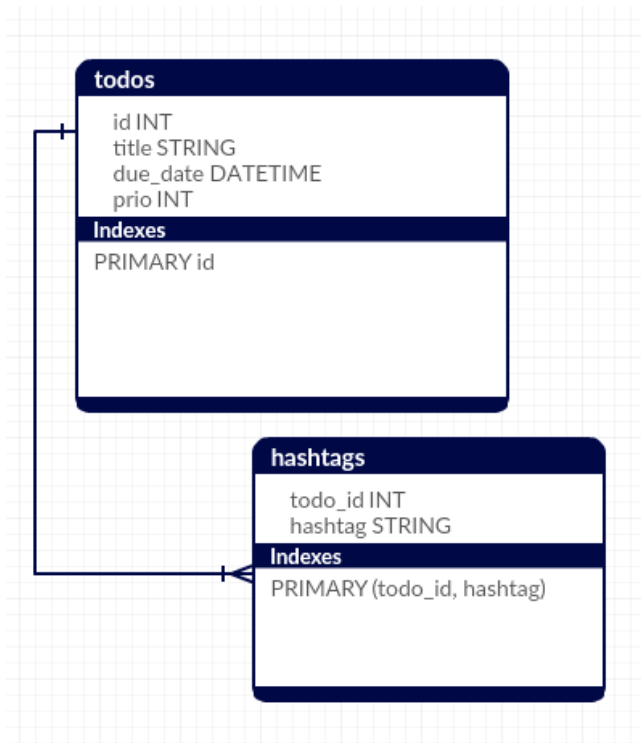 todos
id INT
title STRING
due_date DATETIME
prio INT
Indexes
PRIMARY id
hashtags
todo_id INT
hashtag STRING
Indexes
PRIMARY (todo_id, hashtag)